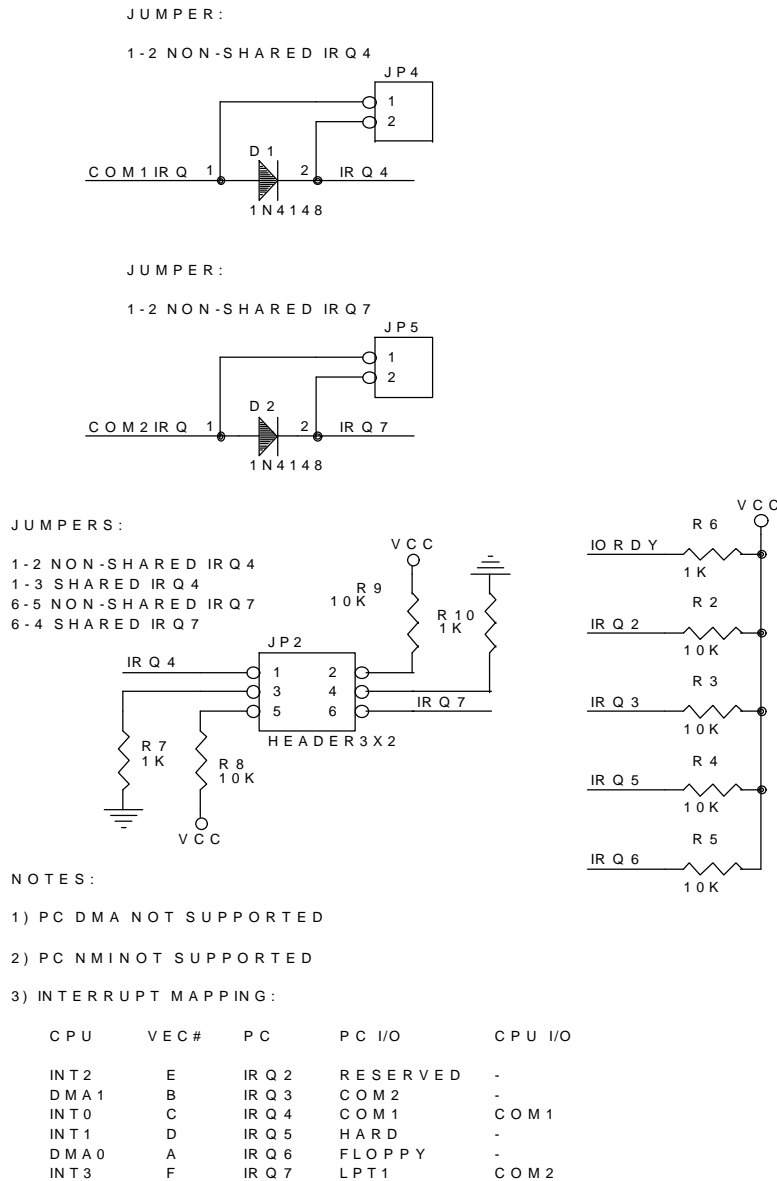 JUMPER:
1-2 NON-SHARED IRQ4
JP4
1
2
D1
COM1IRQ 1 2 IRQ4
1N4148
JUMPER:
1-2 NON-SHARED IRQ7
JP5
1
2
D2
COM2IRQ 1 2 IRQ7
1N4148
JUMPERS:
1-2 NON-SHARED IRQ4
1-3 SHARED IRQ4
6-5 NON-SHARED IRQ7
6-4 SHARED IRQ7
VCC
R9
10K
R10
1K
JP2
IRQ4
1 2
3 4
5 6
IRQ7
HEADER3X2
R7
1K
R8
10K
VCC
VCC
R6
IORDY
1K
R2
IRQ2
10K
R3
IRQ3
10K
R4
IRQ5
10K
R5
IRQ6
10K
NOTES:
1) PC DMA NOT SUPPORTED
2) PC NMINOT SUPPORTED
3) INTERRUPT MAPPING:
CPU VEC# PC PC I/O CPU I/O
INT2 E IRQ2 RESERVED -
DMA1 B IRQ3 COM2 -
INT0 C IRQ4 COM1 COM1
INT1 D IRQ5 HARD -
DMA0 A IRQ6 FLOPPY -
INT3 F IRQ7 LPT1 COM2